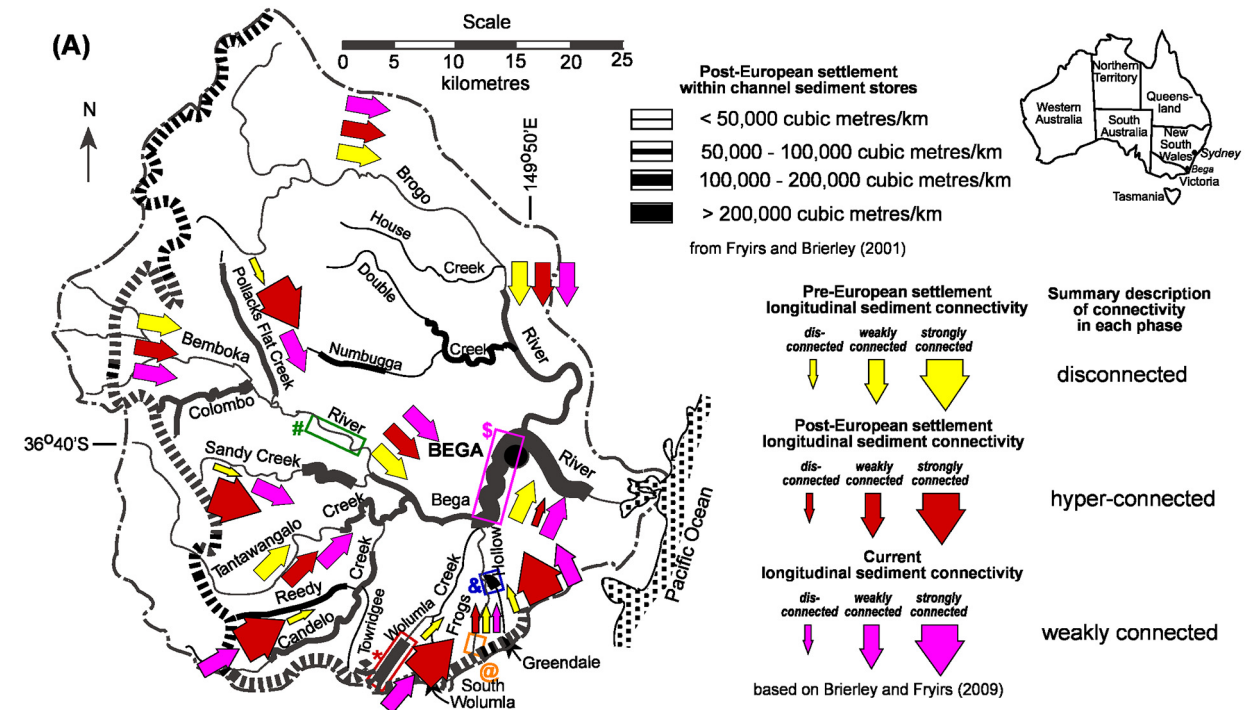 (A)
Scale
0 5 10 15 20 25
kilometres
N
149°50'E
36°40'S
Brogo
House
Creek
Double
Creek
River
Pollacks Flat Creek
Numbugga
Bemboka
River
Colombo
#
Sandy Creek
BEGA
$
River
Bega
Tantawangalo
Creek
Creek
Reedy
Candelo
Towridgee
Wolumla
Creek
Frogs
Hollow
&
*
@
Greendale
South
Wolumla
Pacific Ocean
Post-European settlement
within channel sediment stores
< 50,000 cubic metres/km
50,000 - 100,000 cubic metres/km
100,000 - 200,000 cubic metres/km
> 200,000 cubic metres/km
from Fryirs and Brierley (2001)
Western
Australia
Northern
Territory
South
Australia
Queens-
land
New
South
Wales
Sydney
Bega
Victoria
Tasmania
Pre-European settlement
longitudinal sediment connectivity
Summary description
of connectivity
in each phase
dis-
connected
weakly
connected
strongly
connected
disconnected
Post-European settlement
longitudinal sediment connectivity
dis-
connected
weakly
connected
strongly
connected
hyper-connected
Current
longitudinal sediment connectivity
dis-
connected
weakly
connected
strongly
connected
weakly connected
based on Brierley and Fryirs (2009)